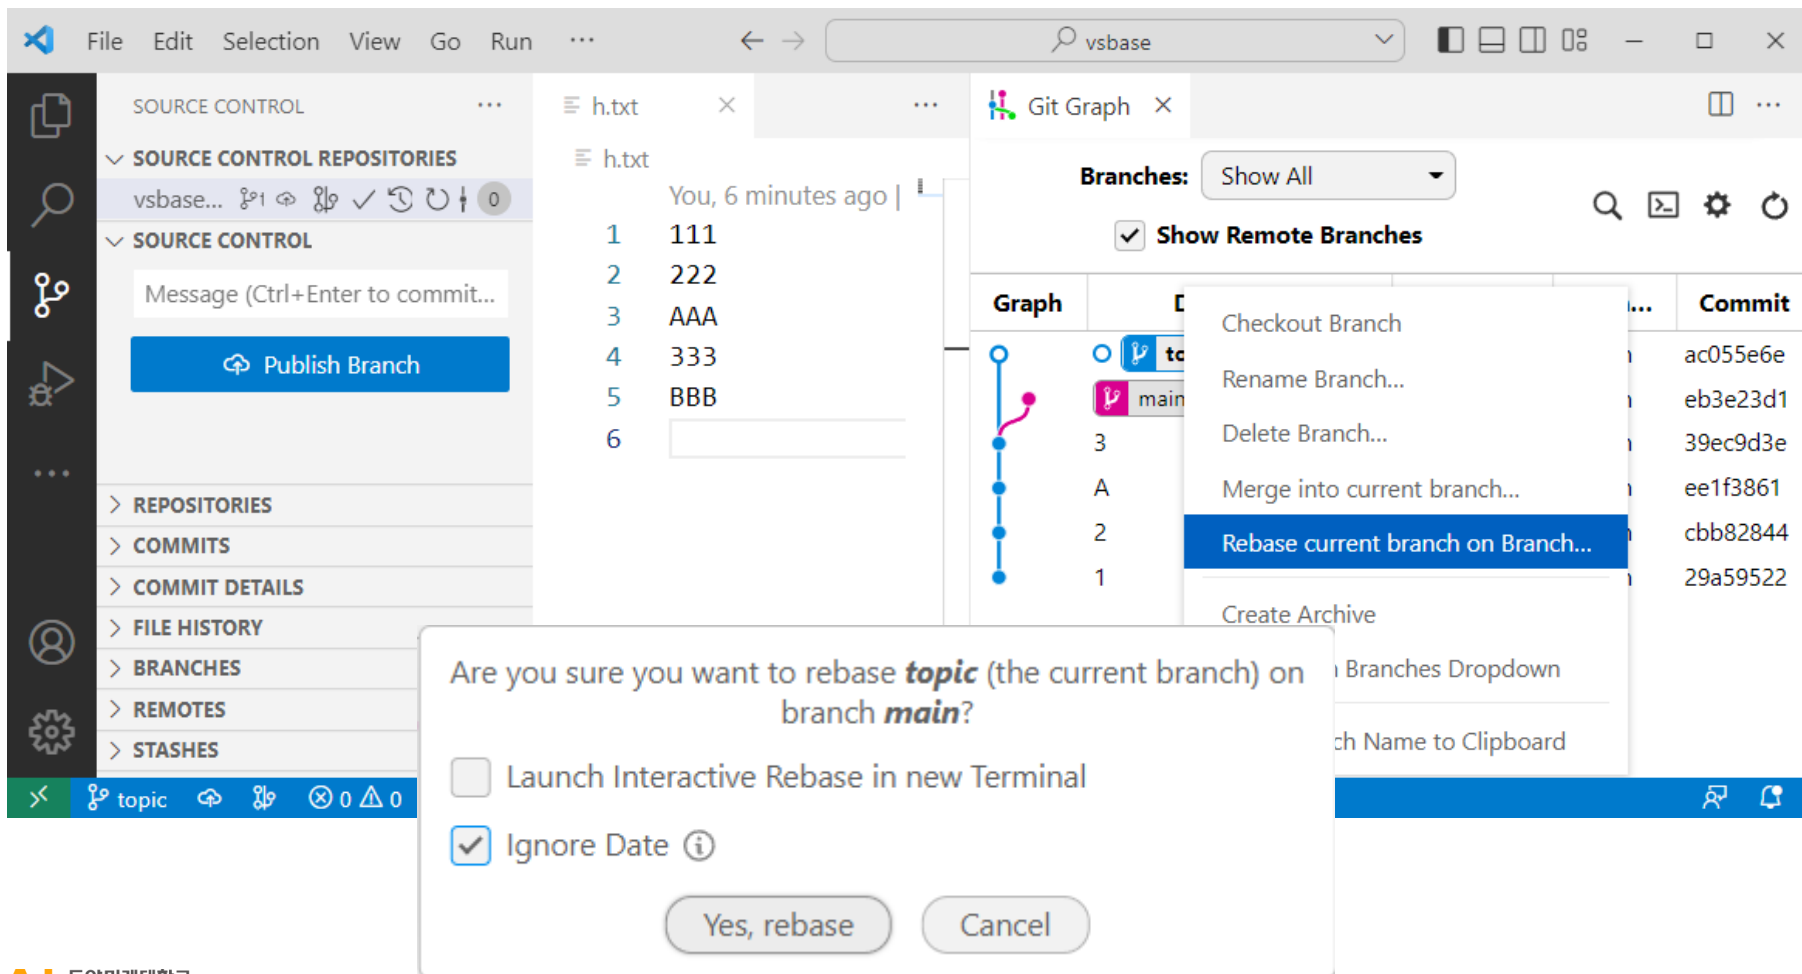 File Edit Selection View Go Run ··· vsbase
SOURCE CONTROL ···
SOURCE CONTROL REPOSITORIES
vsbase... 1 0
SOURCE CONTROL
Message (Ctrl+Enter to commit...
Publish Branch
REPOSITORIES
COMMITS
COMMIT DETAILS
FILE HISTORY
BRANCHES
REMOTES
STASHES
h.txt ···
h.txt
You, 6 minutes ago |
1 111
2 222
3 AAA
4 333
5 BBB
6
Git Graph ···
Branches: Show All
Show Remote Branches
Graph Commit
ac055e6e
main eb3e23d1
3 39ec9d3e
A ee1f3861
2 cbb82844
1 29a59522
Checkout Branch
Rename Branch...
Delete Branch...
Merge into current branch...
Rebase current branch on Branch...
Create Archive
Branches Dropdown
Name to Clipboard
Are you sure you want to rebase topic (the current branch) on
branch main?
Launch Interactive Rebase in new Terminal
Ignore Date
Yes, rebase Cancel
topic 0 0